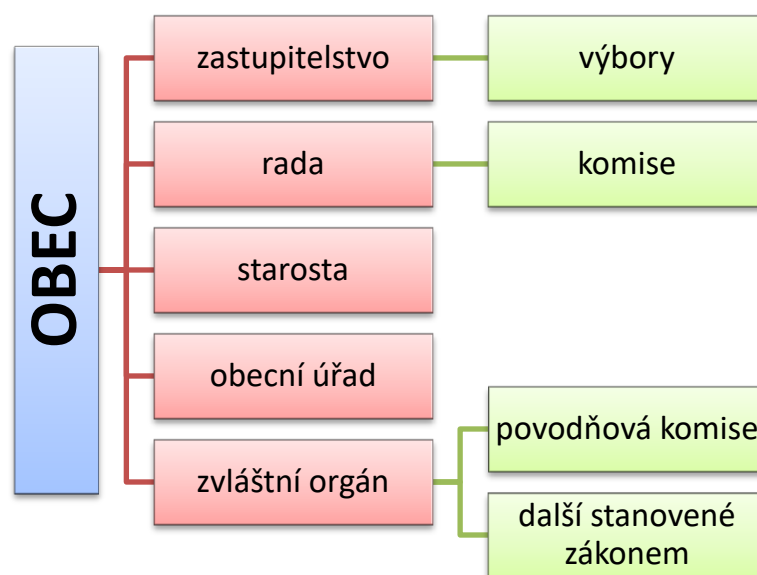 OBEC
zastupitelstvo
výbory
rada
komise
starosta
obecní úřad
zvláštní orgán
povodňová komise
další stanovené
zákonem